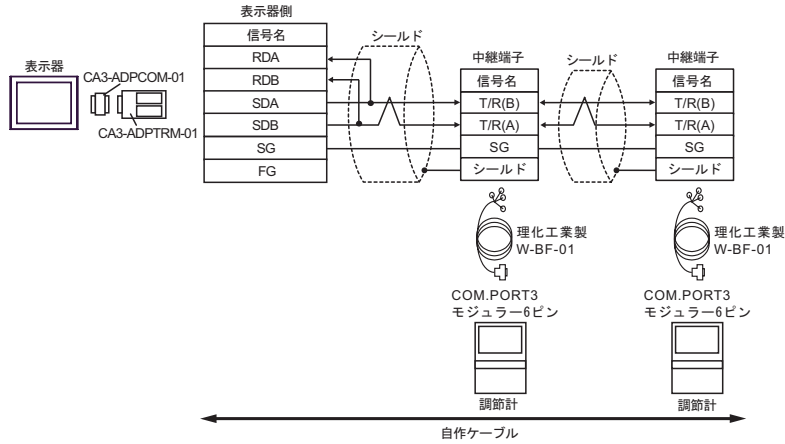 表示器側
信号名
RDA
RDB
SDA
SDB
SG
FG
表示器
CA3-ADPCOM-01
CA3-ADPTRM-01
シールド
中継端子
信号名
T/R(B)
T/R(A)
SG
シールド
シールド
中継端子
信号名
T/R(B)
T/R(A)
SG
シールド
理化工業製
W-BF-01
COM.PORT3
モジュラー6ピン
調節計
理化工業製
W-BF-01
COM.PORT3
モジュラー6ピン
調節計
自作ケーブル